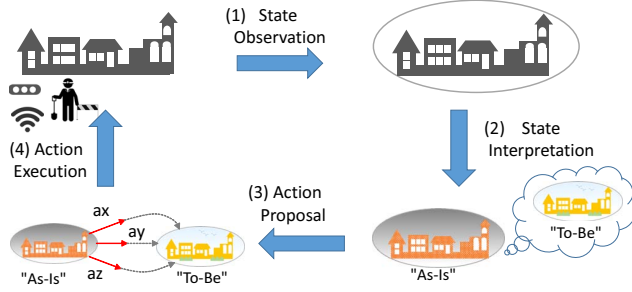 (1) State
Observation
(2) State
Interpretation
"To-Be"
"As-Is"
(3) Action
Proposal
ax
ay
az
"As-Is"
"To-Be"
(4) Action
Execution